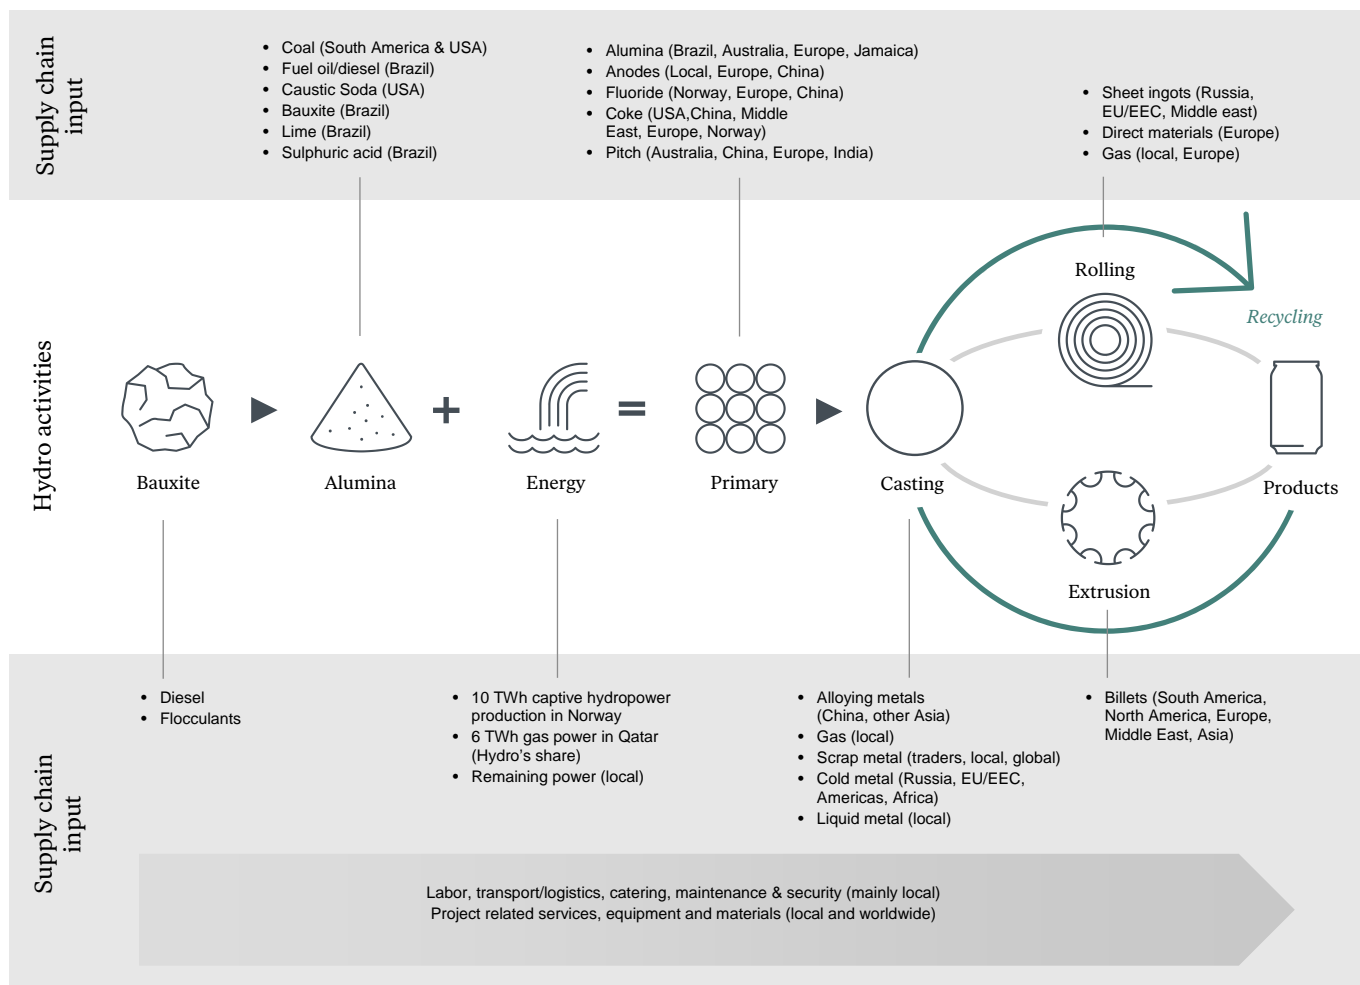 Supply chain
input
• Coal (South America & USA)
• Fuel oil/diesel (Brazil)
• Caustic Soda (USA)
• Bauxite (Brazil)
• Lime (Brazil)
• Sulphuric acid (Brazil)
• Alumina (Brazil, Australia, Europe, Jamaica)
• Anodes (Local, Europe, China)
• Fluoride (Norway, Europe, China)
• Coke (USA,China, Middle
East, Europe, Norway)
• Pitch (Australia, China, Europe, India)
• Sheet ingots (Russia,
EU/EEC, Middle east)
• Direct materials (Europe)
• Gas (local, Europe)
Hydro activities
Bauxite
Alumina
+
Energy
=
Primary
Casting
Rolling
Recycling
Extrusion
Products
Supply chain
input
• Diesel
• Flocculants
• 10 TWh captive hydropower
production in Norway
• 6 TWh gas power in Qatar
(Hydro's share)
• Remaining power (local)
• Alloying metals
(China, other Asia)
• Gas (local)
• Scrap metal (traders, local, global)
• Cold metal (Russia, EU/EEC,
Americas, Africa)
• Liquid metal (local)
• Billets (South America,
North America, Europe,
Middle East, Asia)
Labor, transport/logistics, catering, maintenance & security (mainly local)
Project related services, equipment and materials (local and worldwide)